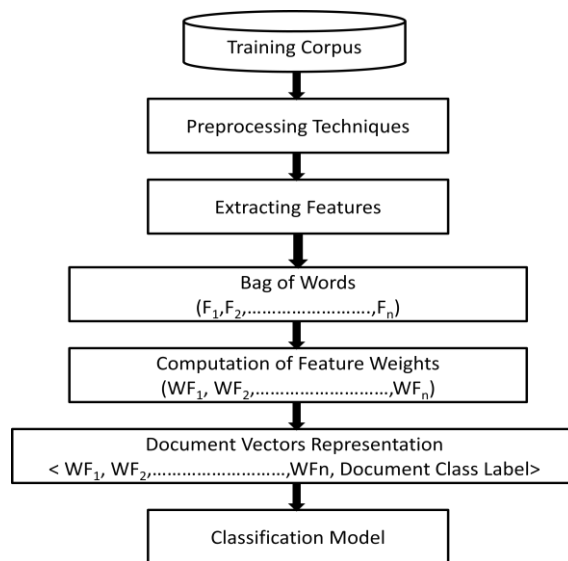 Training Corpus
Preprocessing Techniques
Extracting Features
Bag of Words
(F₁,F₂,…………………….,Fₙ)
Computation of Feature Weights
(WF₁, WF₂,………………………,WFₙ)
Document Vectors Representation
< WF₁, WF₂,………………………,WFn, Document Class Label>
Classification Model